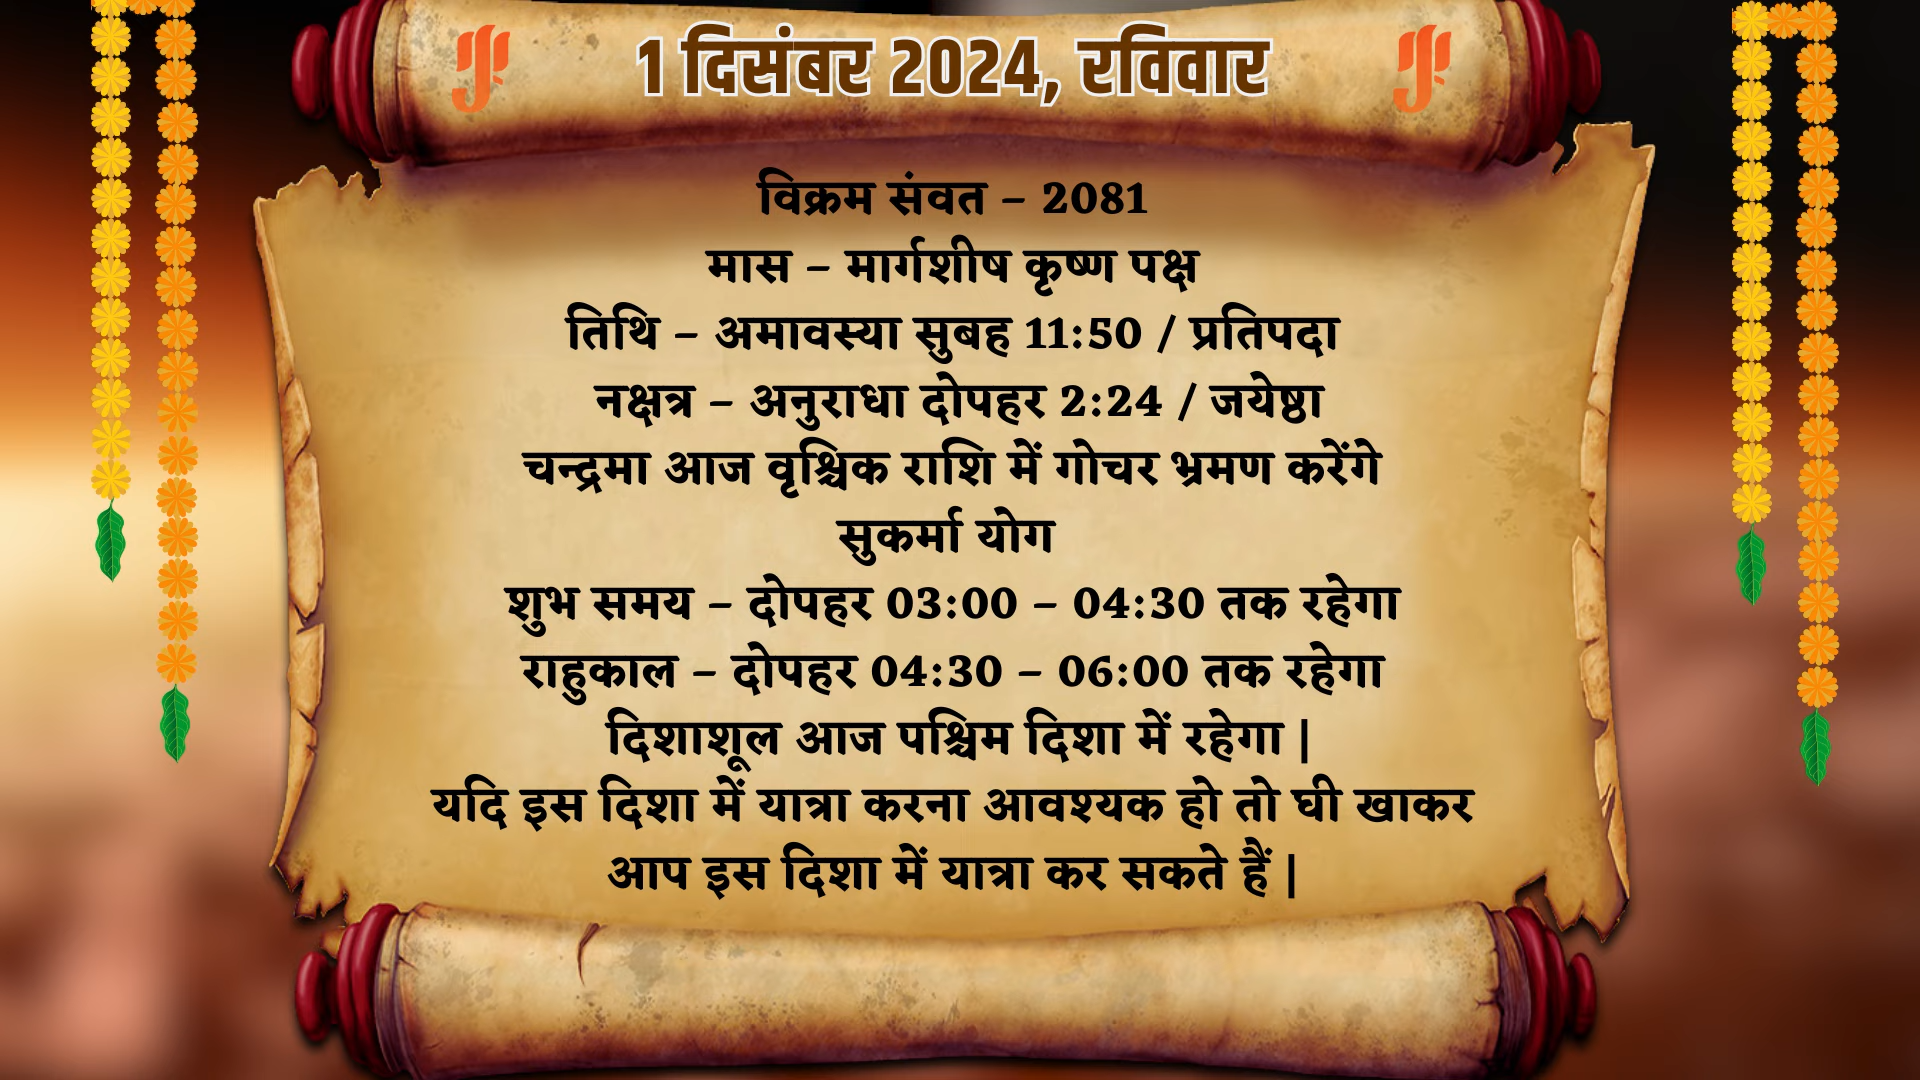 1 दिसंबर 2024, रविवार
विक्रम संवत – 2081
मास – मार्गशीष कृष्ण पक्ष
तिथि – अमावस्या सुबह 11:50 / प्रतिपदा
नक्षत्र – अनुराधा दोपहर 2:24 / जयेष्ठा
चन्द्रमा आज वृश्चिक राशि में गोचर भ्रमण करेंगे
सुकर्मा योग
शुभ समय – दोपहर 03:00 – 04:30 तक रहेगा
राहुकाल – दोपहर 04:30 – 06:00 तक रहेगा
दिशाशूल आज पश्चिम दिशा में रहेगा |
यदि इस दिशा में यात्रा करना आवश्यक हो तो घी खाकर
आप इस दिशा में यात्रा कर सकते हैं |